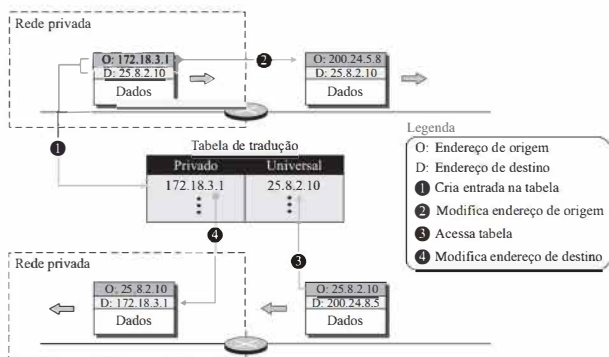 Rede privada
O: 172.18.3.1
D: 25.8.2.10
Dados
2
O: 200.24.5.8
D: 25.8.2.10
Dados
1
Tabela de tradução
Privado Universal
172.18.3.1 25.8.2.10
Legenda
O: Endereço de origem
D: Endereço de destino
1 Cria entrada na tabela
2 Modifica endereço de origem
3 Acessa tabela
4 Modifica endereço de destino
4
3
Rede privada
O: 25.8.2.10
D: 172.18.3.1
Dados
O: 25.8.2.10
D: 200.24.8.5
Dados